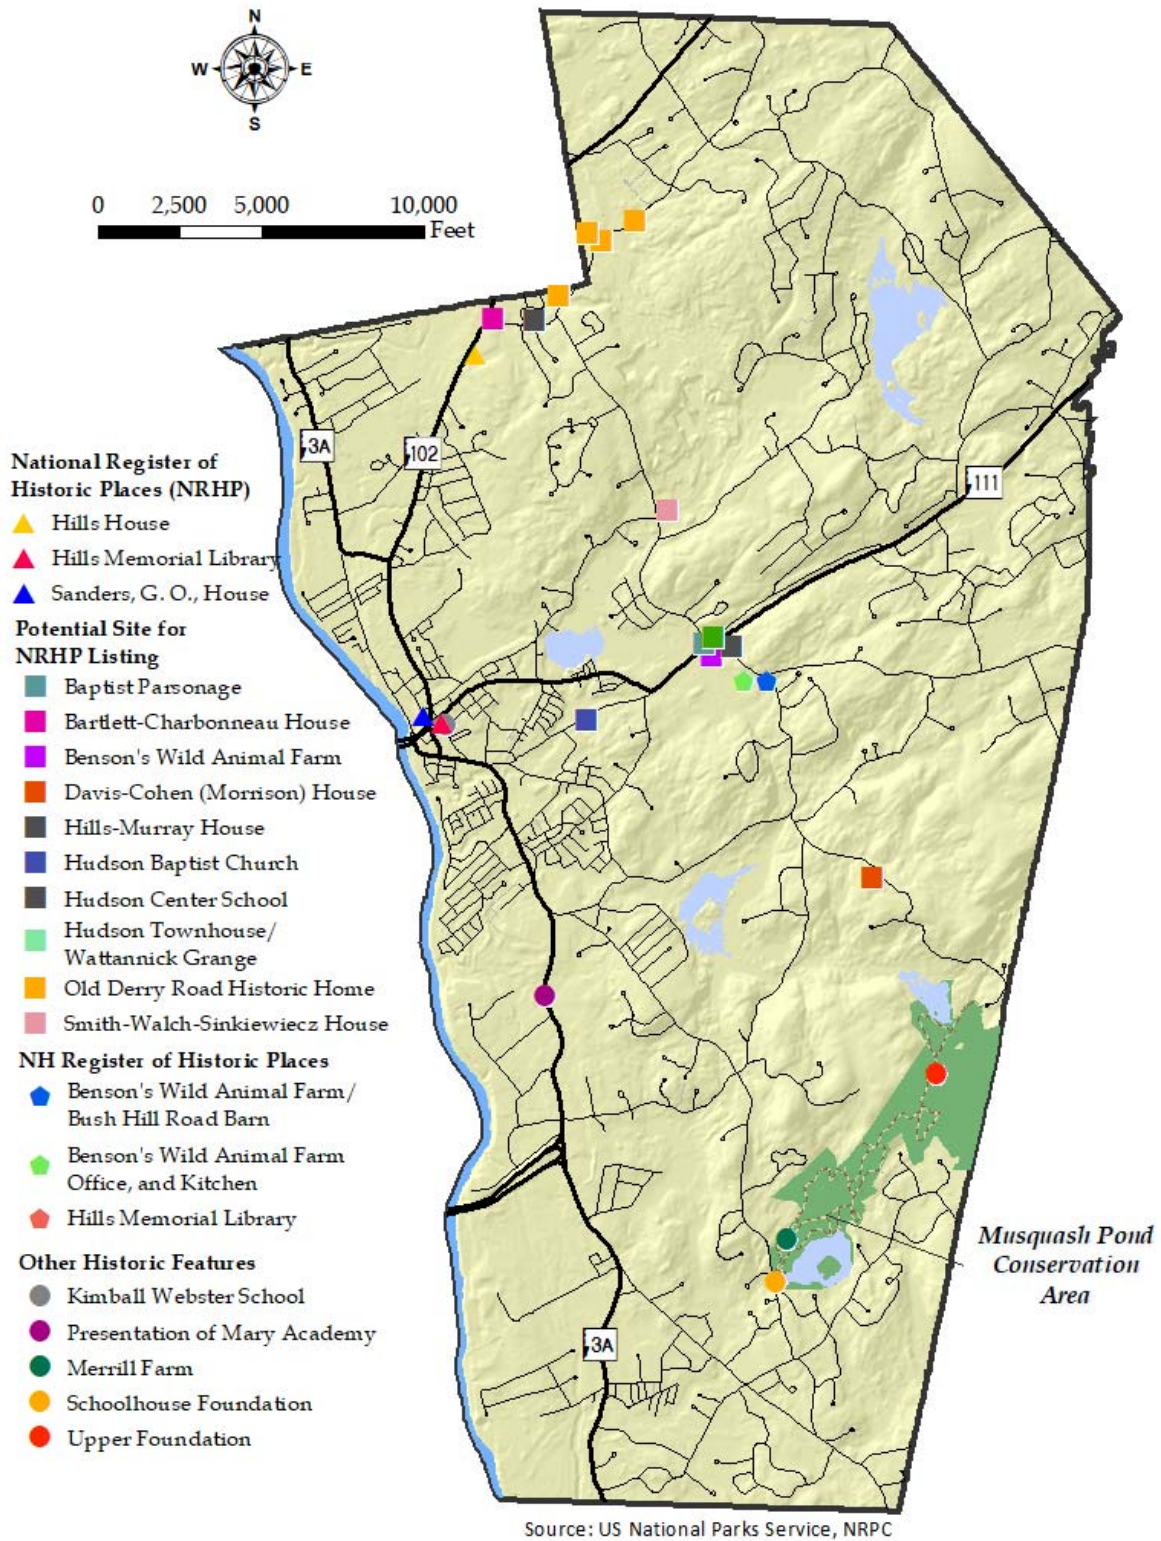 N
W E
S
0 2,500 5,000 10,000
Feet
3A
102
111
National Register of
Historic Places (NRHP)
Hills House
Hills Memorial Library
Sanders, G. O., House
Potential Site for
NRHP Listing
Baptist Parsonage
Bartlett-Charbonneau House
Benson's Wild Animal Farm
Davis-Cohen (Morrison) House
Hills-Murray House
Hudson Baptist Church
Hudson Center School
Hudson Townhouse/
Wattannick Grange
Old Derry Road Historic Home
Smith-Walch-Sinkiewiecz House
NH Register of Historic Places
Benson's Wild Animal Farm/
Bush Hill Road Barn
Benson's Wild Animal Farm
Office, and Kitchen
Hills Memorial Library
Other Historic Features
Kimball Webster School
Presentation of Mary Academy
Merrill Farm
Schoolhouse Foundation
Upper Foundation
Musquash Pond
Conservation
Area
3A
Source: US National Parks Service, NRPC